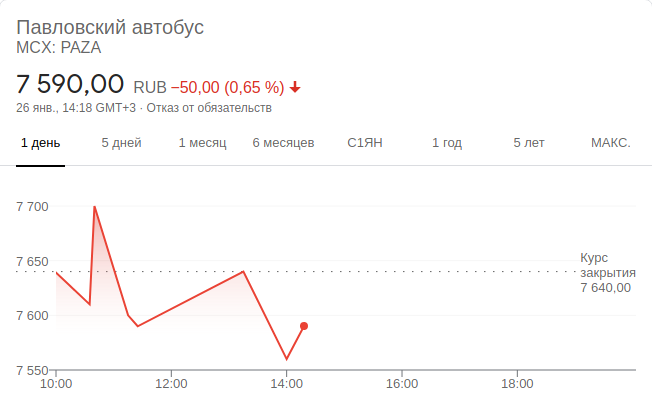 Павловский автобус
MCX: PAZA
7 590,00 RUB −50,00 (0,65 %)
26 янв., 14:18 GMT+3 · Отказ от обязательств
1 день 5 дней 1 месяц 6 месяцев С1ЯН 1 год 5 лет МАКС.
7 700
7 650
Курс
закрытия
7 640,00
7 600
7 550
10:00 12:00 14:00 16:00 18:00